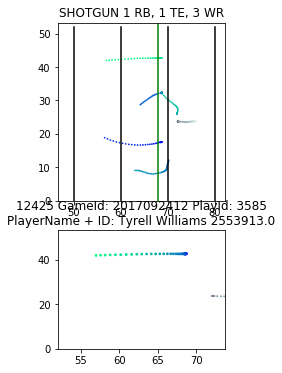 SHOTGUN 1 RB, 1 TE, 3 WR
50
40
30
20
10
0
50 60 70 80
12425 GameId: 2017092412 PlayId: 3585
PlayerName + ID: Tyrell Williams 2553913.0
40
20
0
55 60 65 70